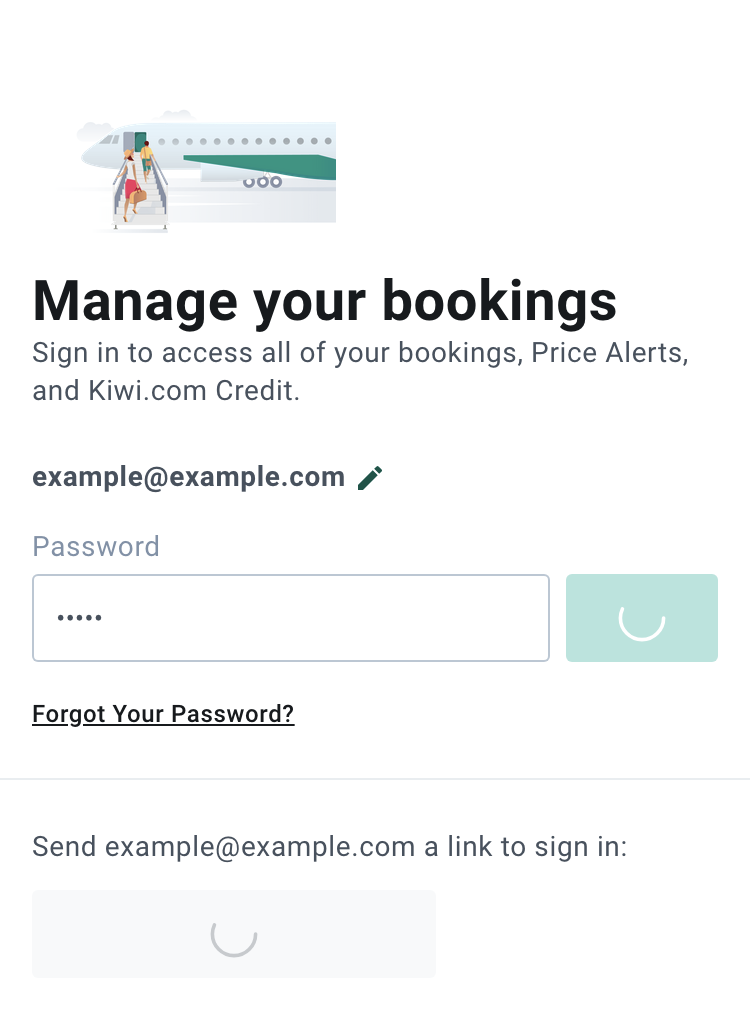 Manage your bookings
Sign in to access all of your bookings, Price Alerts,
and Kiwi.com Credit.
example@example.com
Password
•••••
Forgot Your Password?
Send example@example.com a link to sign in: